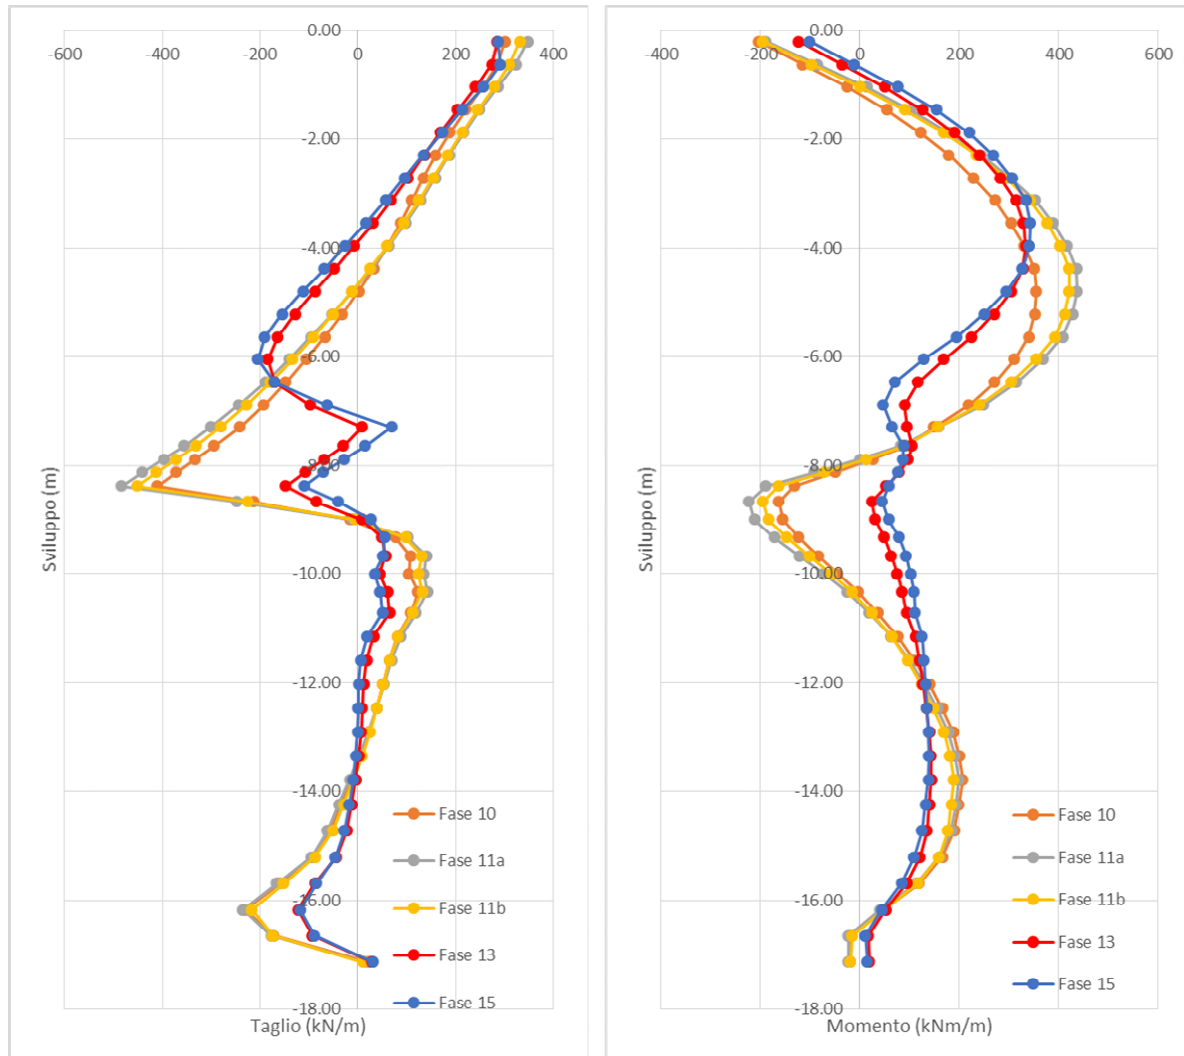 0.00
-600
-400
-200
0
200
400
-2.00
-4.00
-6.00
-8.00
-10.00
-12.00
-14.00
-16.00
-18.00
Sviluppo (m)
Taglio (kN/m)
Fase 10
Fase 11a
Fase 11b
Fase 13
Fase 15
0.00
-400
-200
0
200
400
600
-2.00
-4.00
-6.00
-8.00
-10.00
-12.00
-14.00
-16.00
-18.00
Sviluppo (m)
Momento (kNm/m)
Fase 10
Fase 11a
Fase 11b
Fase 13
Fase 15